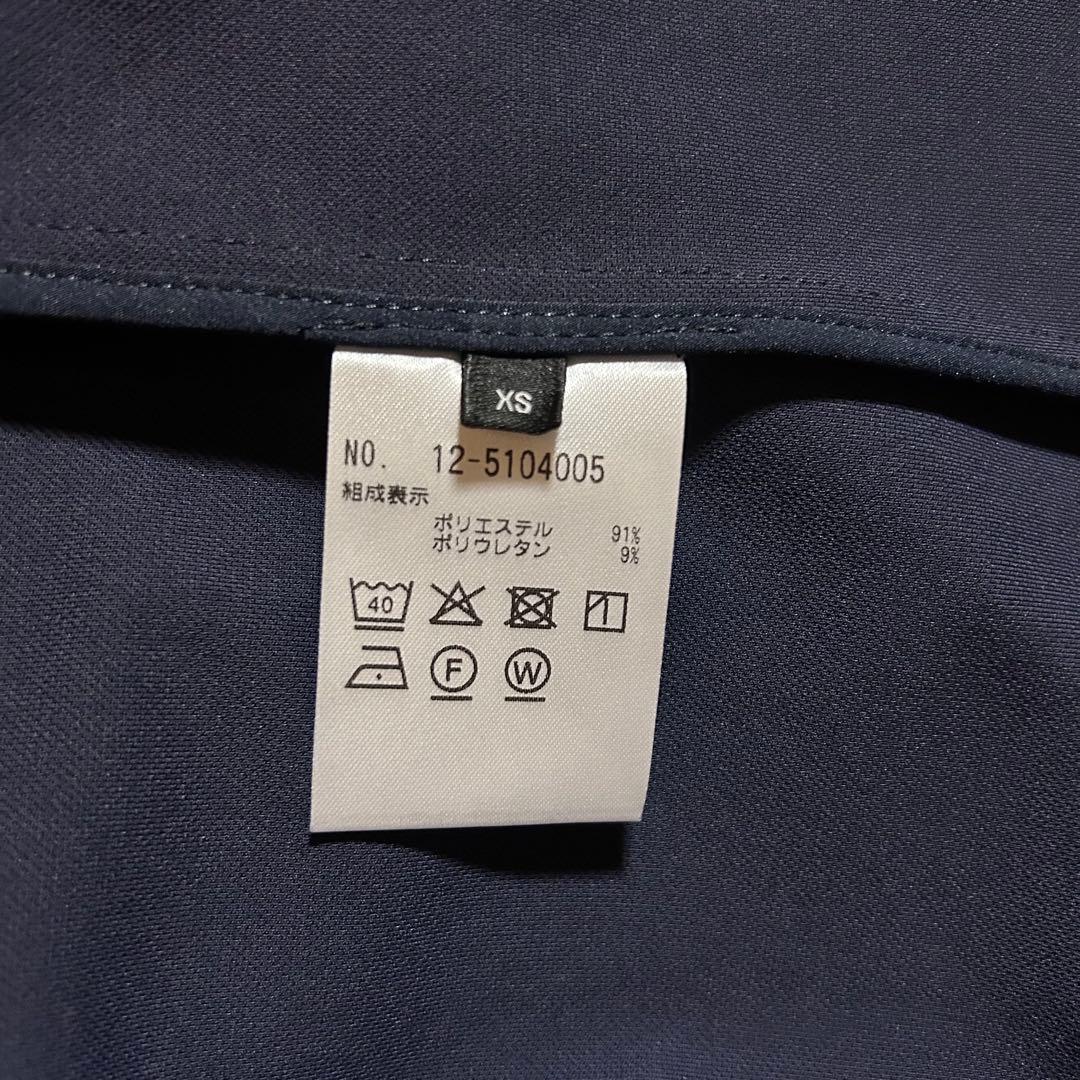 XS
NO. 12-5104005
組成表示
ポリエステル 91%
ポリウレタン 9%
40
F W